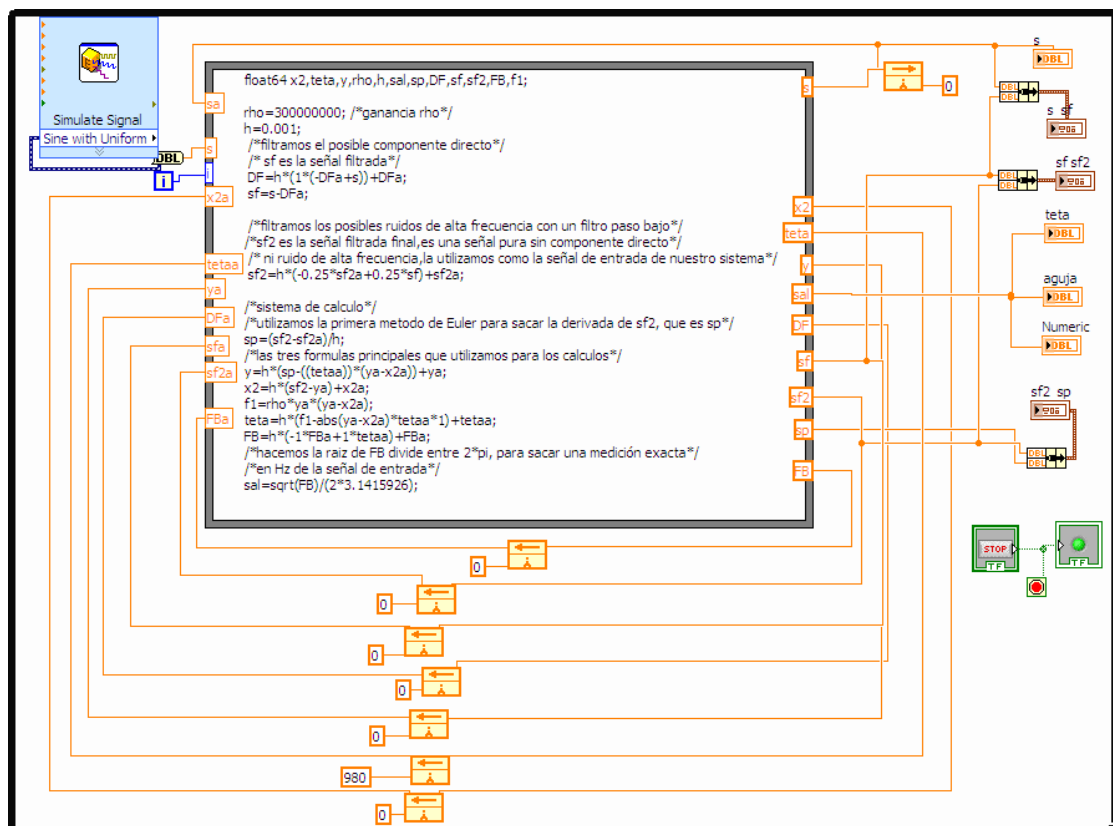 Simulate Signal
Sine with Uniform
DBL
i
sa
s
i
x2a
tetaa
ya
DFa
sfa
sf2a
FBa
float64 x2,teta,y,rho,h,sal,sp,DF,sf,sf2,FB,f1;
rho=300000000; /*ganancia rho*/
h=0.001;
/*filtramos el posible componente directo*/
/* sf es la señal filtrada*/
DF=h*(1*(-DFa+s))+DFa;
sf=s-DFa;
/*filtramos los posibles ruidos de alta frecuencia con un filtro paso bajo*/
/*sf2 es la señal filtrada final,es una señal pura sin componente directo*/
/* ni ruido de alta frecuencia,la utilizamos como la señal de entrada de nuestro sistema*/
sf2=h*(-0.25*sf2a+0.25*sf)+sf2a;
/*sistema de calculo*/
/*utilizamos la primera metodo de Euler para sacar la derivada de sf2, que es sp*/
sp=(sf2-sf2a)/h;
/*las tres formulas principales que utilizamos para los calculos*/
y=h*(sp-((tetaa))*(ya-x2a))+ya;
x2=h*(sf2-ya)+x2a;
f1=rho*ya*(ya-x2a);
teta=h*(f1-abs(ya-x2a)*tetaa*1)+tetaa;
FB=h*(-1*FBa+1*tetaa)+FBa;
/*hacemos la raiz de FB divide entre 2*pi, para sacar una medición exacta*/
/*en Hz de la señal de entrada*/
sal=sqrt(FB)/(2*3.1415926);
s
x2
teta
y
sal
DF
sf
sf2
sp
FB
0
s
DBL
DBL
DBL
s sf
sf sf2
DBL
DBL
teta
DBL
aguja
DBL
Numeric
DBL
sf2 sp
DBL
DBL
STOP
TF
TF
0
0
0
0
0
980
0